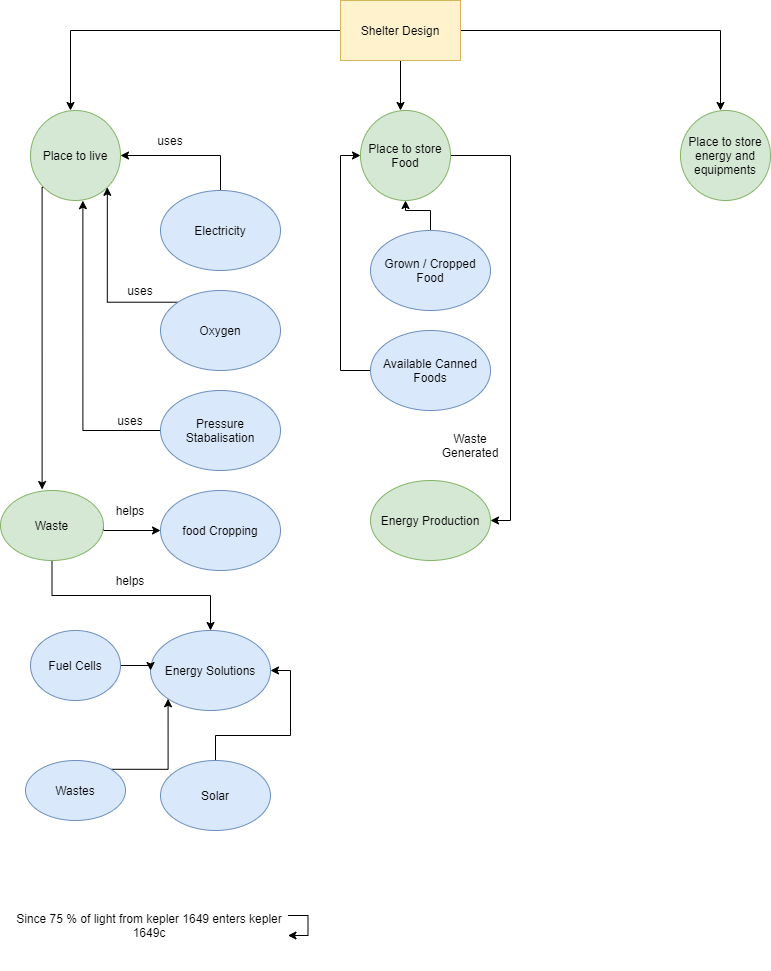 Shelter Design
Place to live
Place to store
Food
Place to store
energy and
equipments
uses
Electricity
uses
Oxygen
uses
Pressure
Stabalisation
Grown / Cropped
Food
Available Canned
Foods
Waste
Generated
Energy Production
Waste
helps
food Cropping
helps
Fuel Cells
Energy Solutions
Wastes
Solar
Since 75 % of light from kepler 1649 enters kepler
1649c